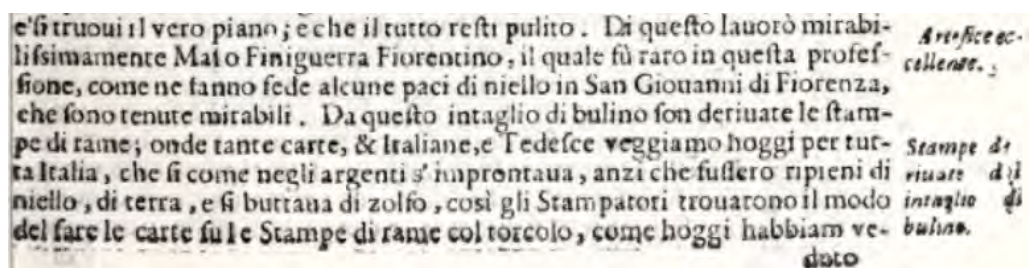 e'si truoui il vero piano; e che il tutto resti pulito. Di questo lauorò mirabi-
lissimamente Maso Finiguerra Fiorentino, il quale fù raro in questa profes-
sione, come ne fanno fede alcune paci di niello in San Giouanni di Fiorenza,
che sono tenute mirabili. Da questo intaglio di bulino son deriuate le stam-
pe di rame; onde tante carte, & Italiane, e Tedesce veggiamo hoggi per tut-
ta Italia, che si come negli argenti s'improntaua, anzi che fussero ripieni di
niello, di terra, e si buttaua di zolfo, così gli Stampatori trouarono il modo
del fare le carte su le Stampe di rame col torcolo, come hoggi habbiam ve-
duto
Artefice ec-
cellente.
Stampe de
riuate dal
intaglio di
bulino.